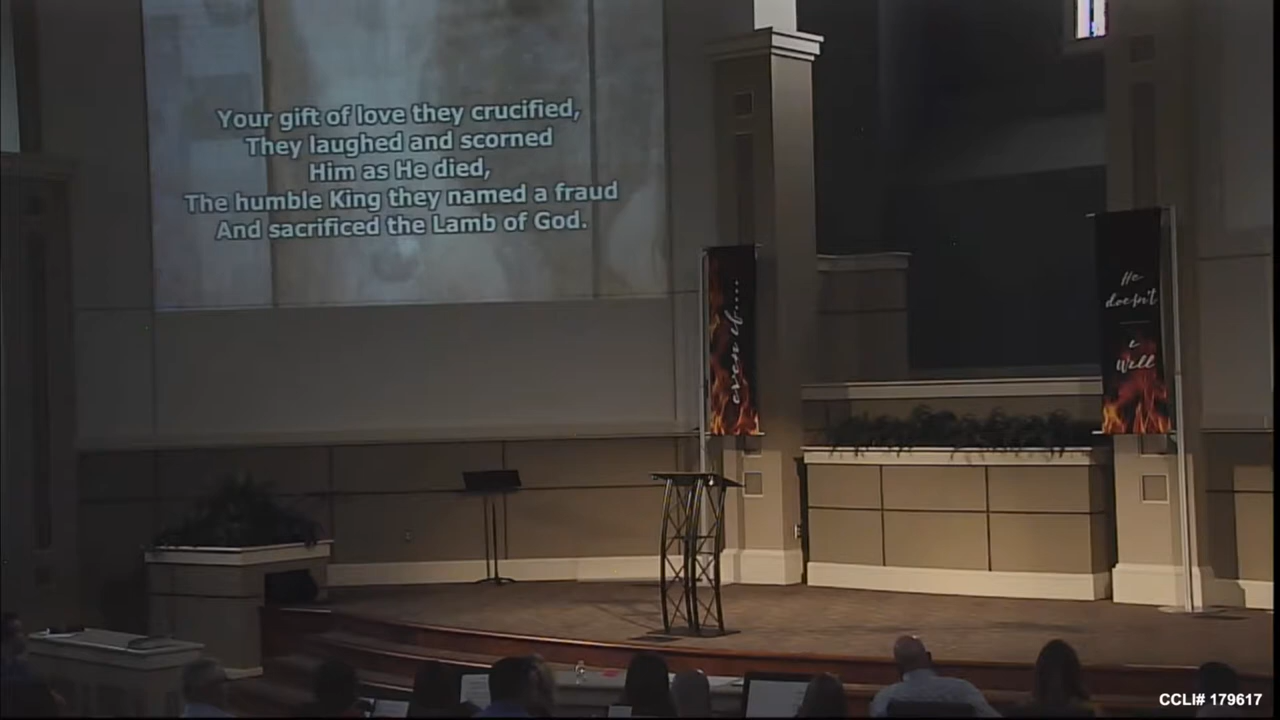 Your gift of love they crucified,
They laughed and scorned
Him as He died,
The humble King they named a fraud
And sacrificed the Lamb of God.
even if....
He
doesn't
i
Will
CCLI# 179617